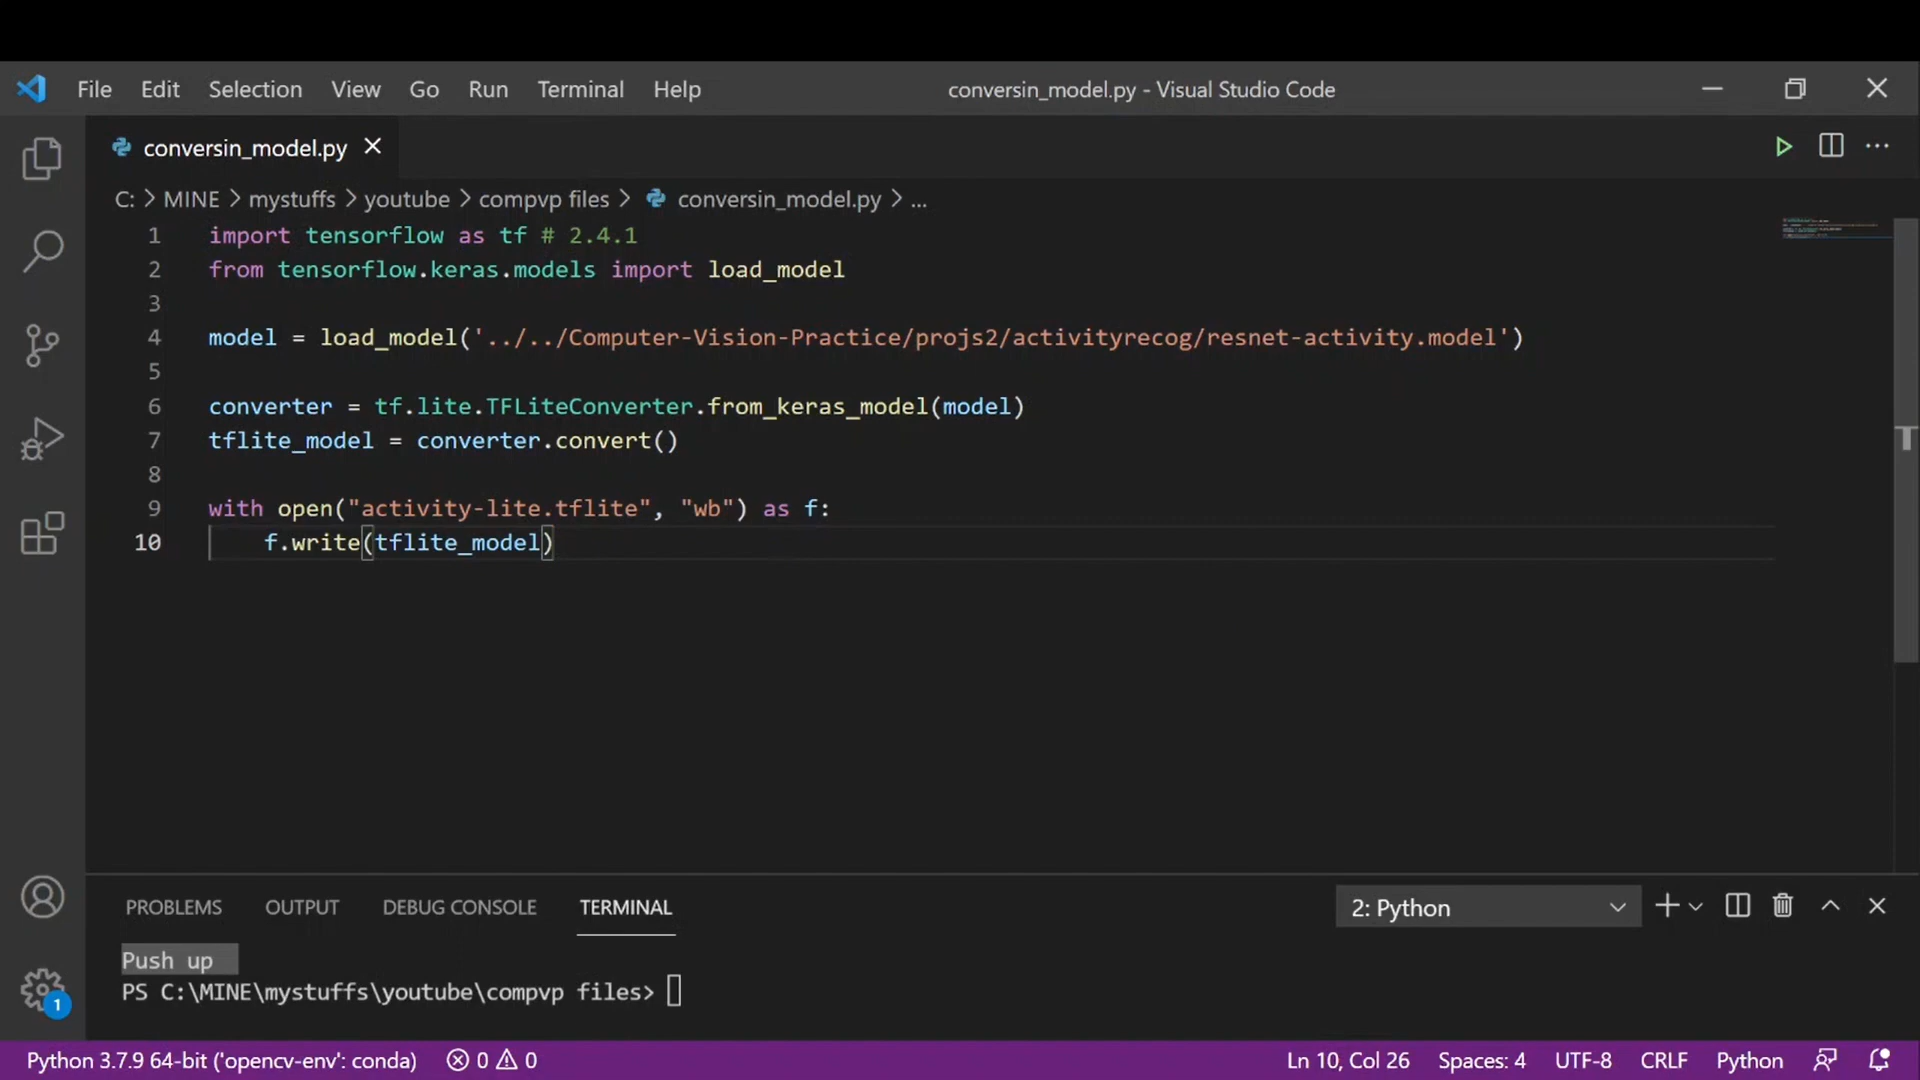 File Edit Selection View Go Run Terminal Help conversin_model.py - Visual Studio Code
conversin_model.py
C: > MINE > mystuffs > youtube > compvp files > conversin_model.py > ...
1 import tensorflow as tf # 2.4.1
2 from tensorflow.keras.models import load_model
3
4 model = load_model('../../Computer-Vision-Practice/projs2/activityrecog/resnet-activity.model')
5
6 converter = tf.lite.TFLiteConverter.from_keras_model(model)
7 tflite_model = converter.convert()
8
9 with open("activity-lite.tflite", "wb") as f:
10     f.write(tflite_model)
PROBLEMS OUTPUT DEBUG CONSOLE TERMINAL 2: Python
Push up
PS C:\MINE\mystuffs\youtube\compvp files>
1
Python 3.7.9 64-bit ('opencv-env': conda) 0 0 Ln 10, Col 26 Spaces: 4 UTF-8 CRLF Python